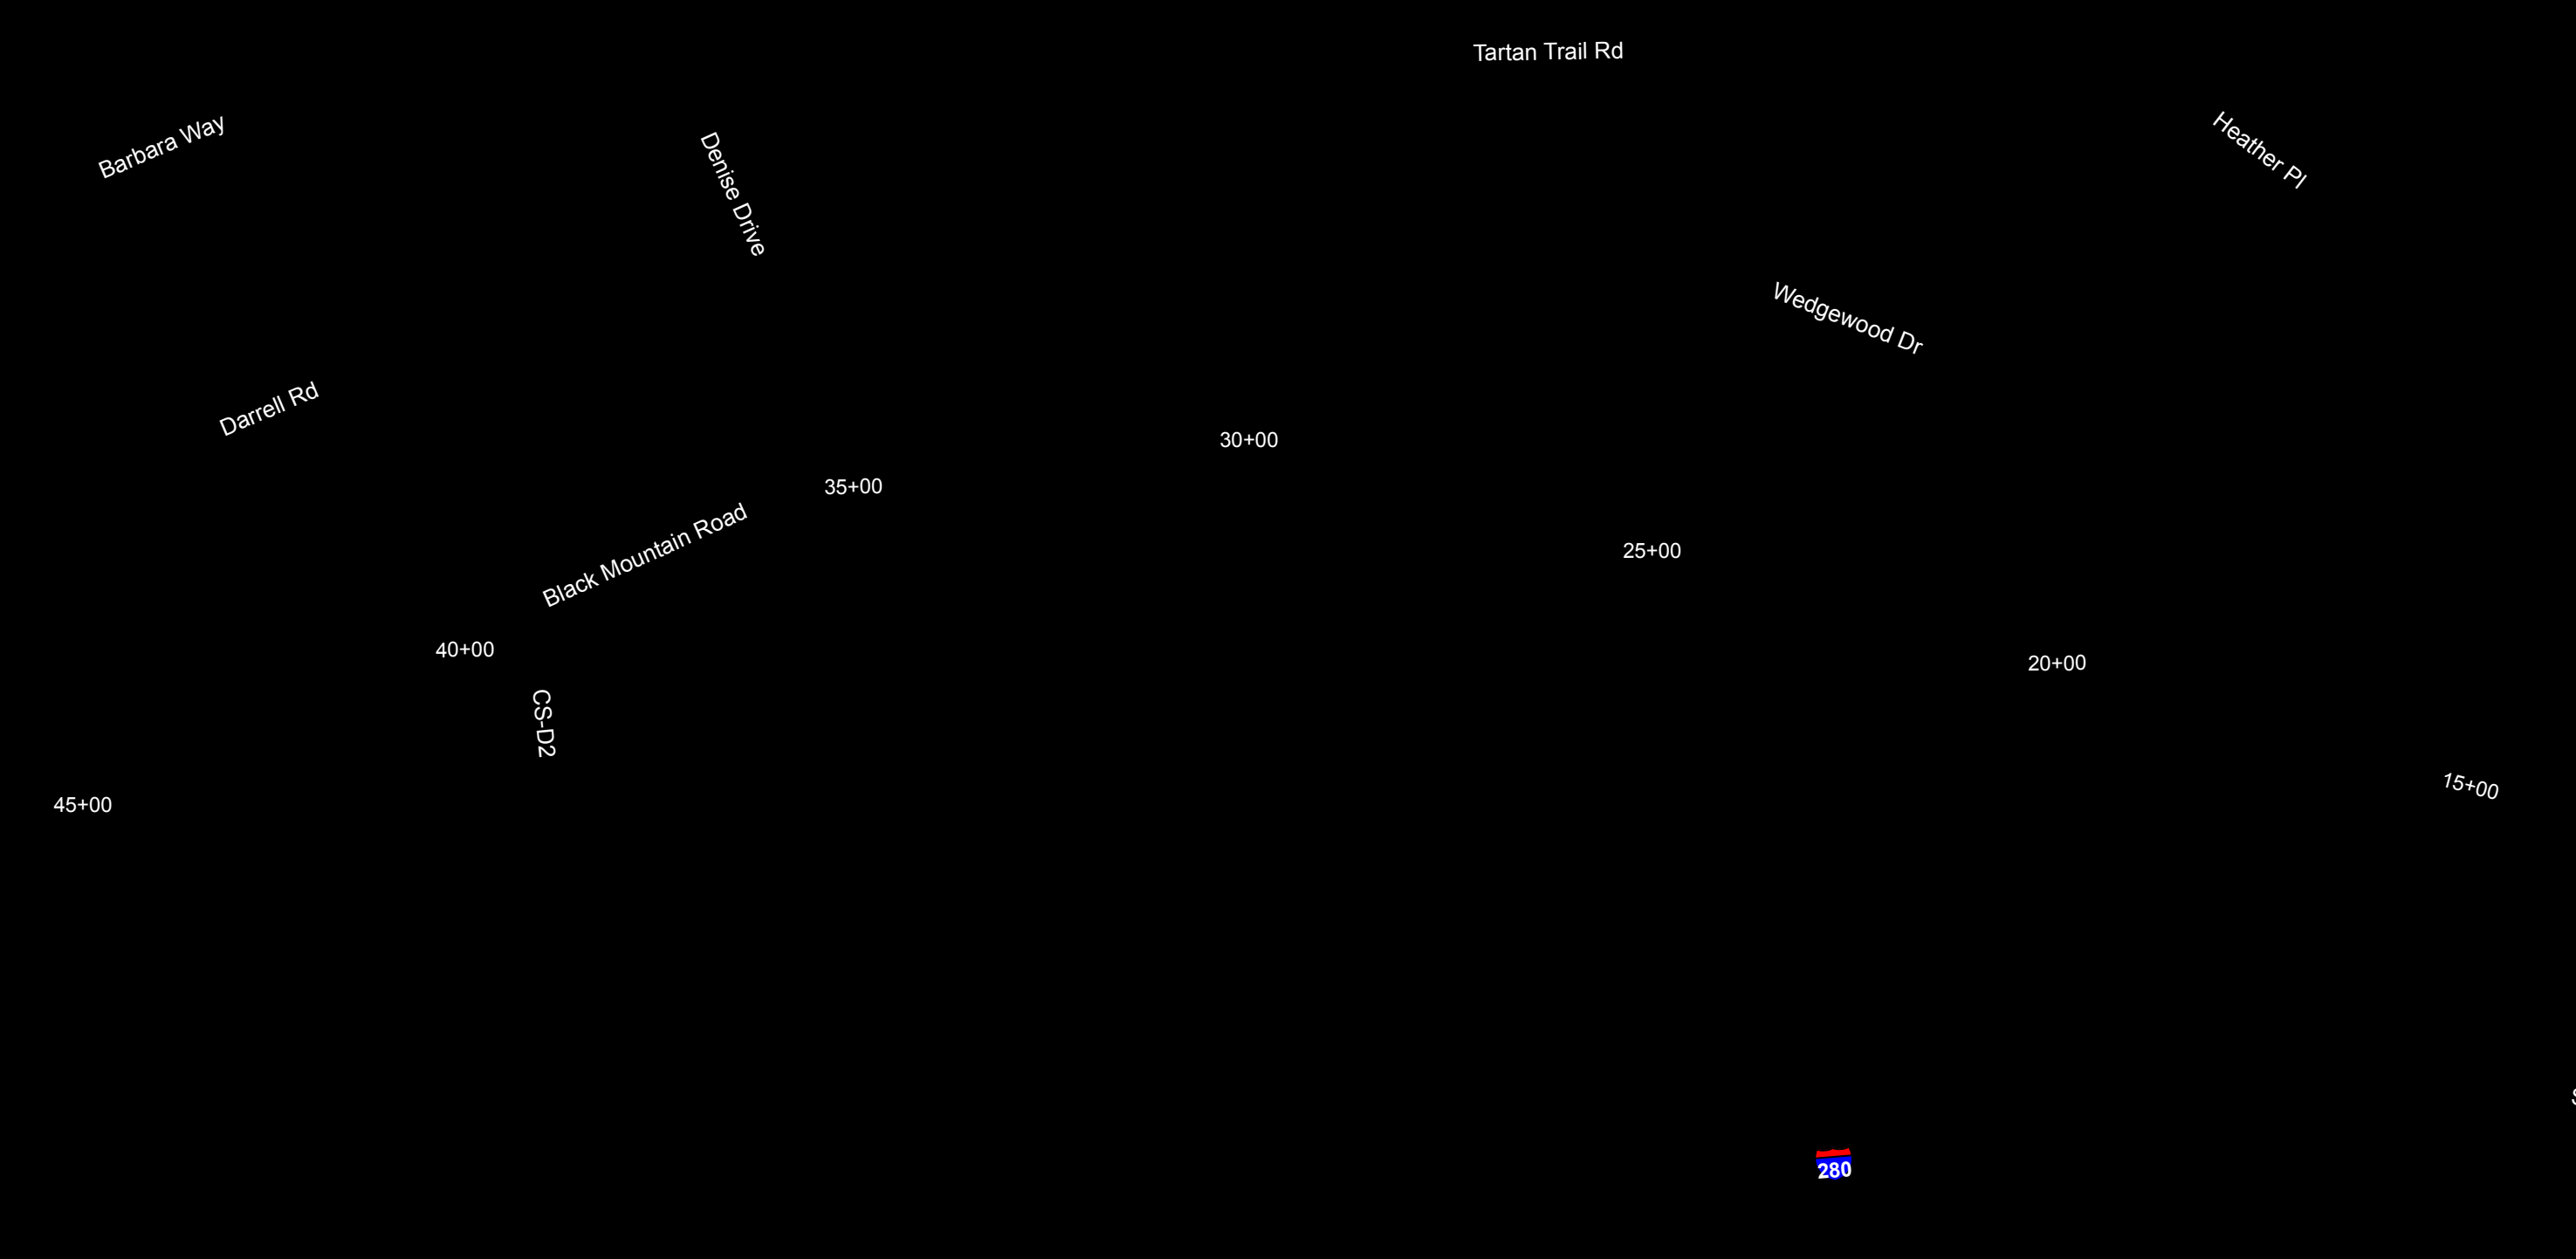 Tartan Trail Rd
Barbara Way
Denise Drive
Heather Pl
Wedgewood Dr
Darrell Rd
30+00
35+00
Black Mountain Road
25+00
40+00
20+00
CS-D2
15+00
45+00
280